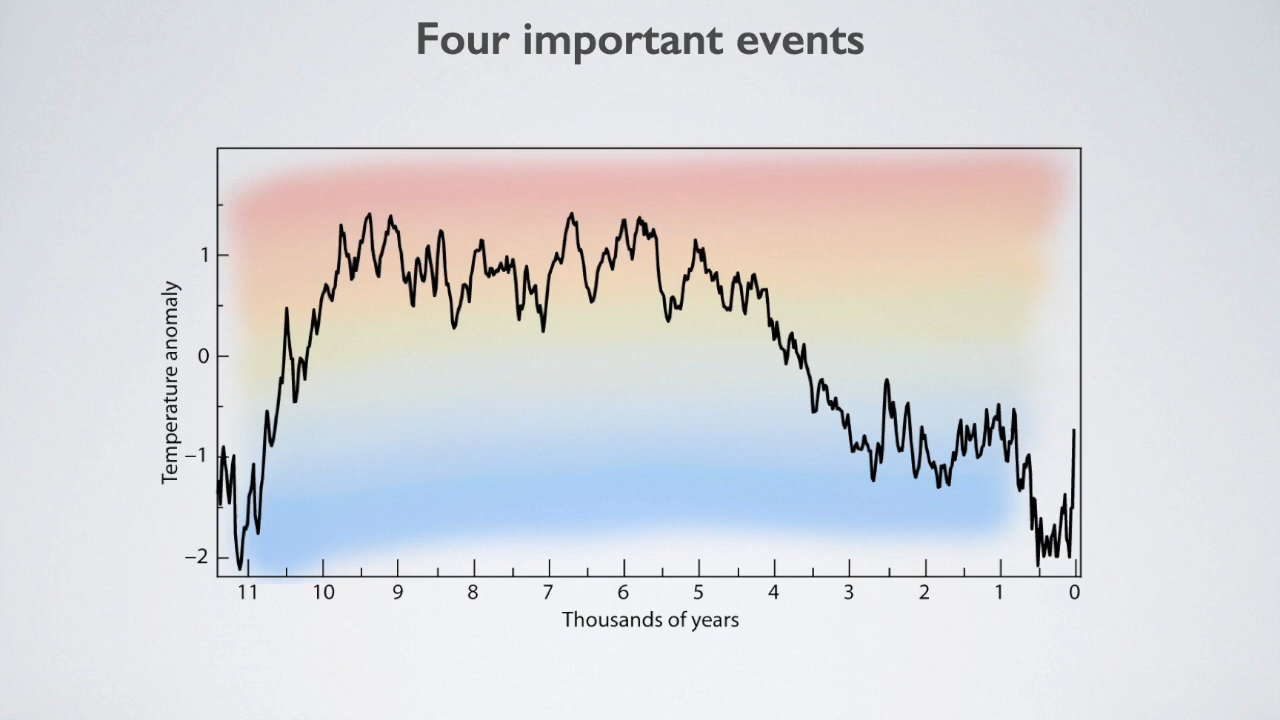 Four important events
Temperature anomaly
1
0
−1
−2
11 10 9 8 7 6 5 4 3 2 1 0
Thousands of years